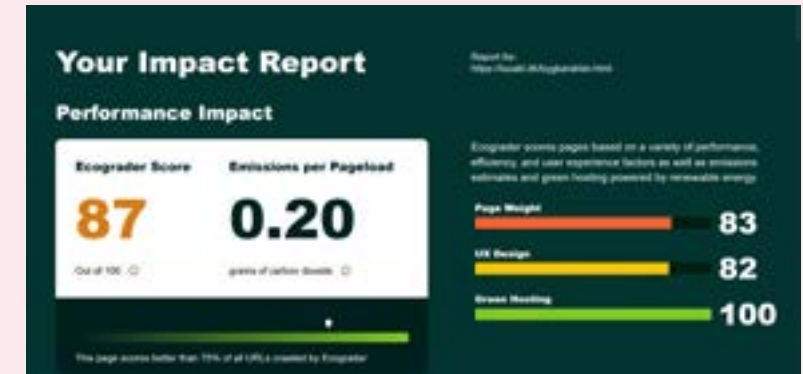 Your Impact Report
Report for:
Performance Impact
Ecograder Score
Emissions per Pageload
87
0.20
Out of 100
grams of carbon dioxide
This page scores better than 75% of all URLs crawled by Ecograder
Ecograder scores pages based on a variety of performance,
efficiency, and user experience factors as well as emissions
estimates and green hosting powered by renewable energy.
Page Weight
83
UX Design
82
Green Hosting
100